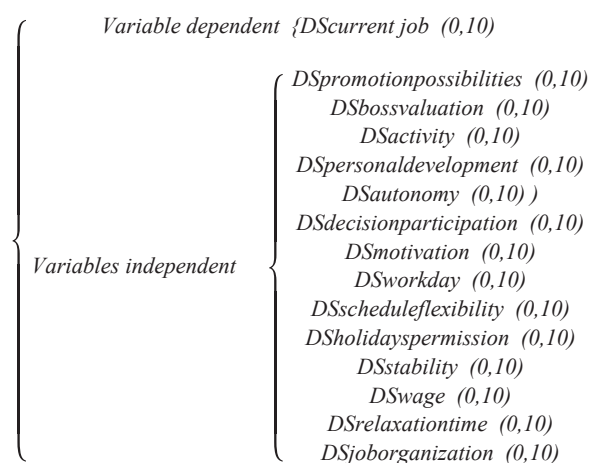 Variable dependent {DScurrent job (0,10)
DSpromotionpossibilities (0,10)
DSbossvaluation (0,10)
DSactivity (0,10)
DSpersonaldevelopment (0,10)
DSautonomy (0,10) )
DSdecisionparticipation (0,10)
Variables independent
DSmotivation (0,10)
DSworkday (0,10)
DSscheduleflexibility (0,10)
DSholidayspermission (0,10)
DSstability (0,10)
DSwage (0,10)
DSrelaxationtime (0,10)
DSjoborganization (0,10)